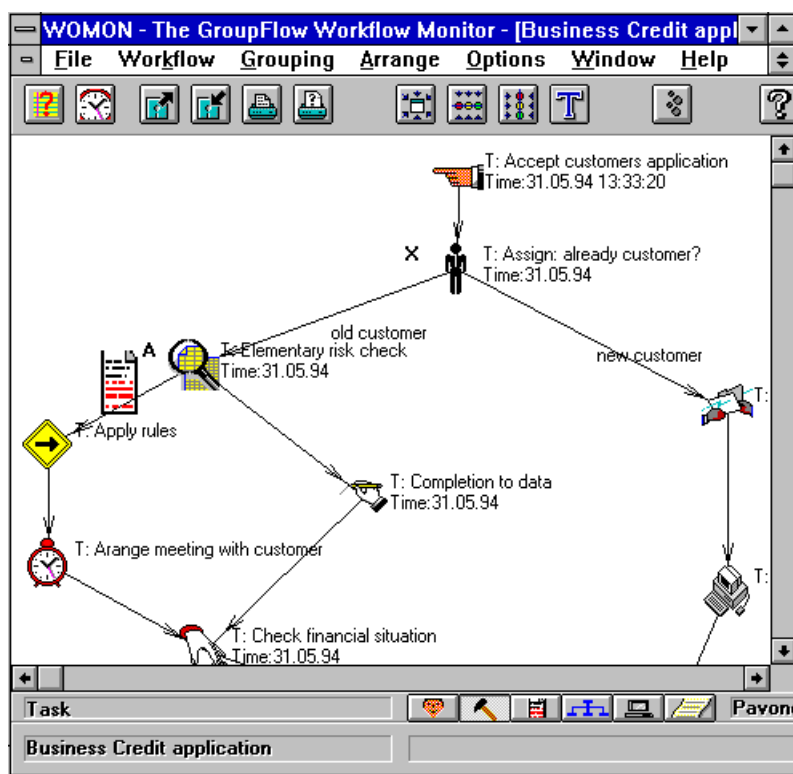 WOMON - The GroupFlow Workflow Monitor - [Business Credit appl
File Workflow Grouping Arrange Options Window Help
T: Accept customers application
Time:31.05.94 13:33:20
X
T: Assign: already customer?
Time:31.05.94
old customer
new customer
A
T: Elementary risk check
Time:31.05.94
T:
T: Apply rules
T: Completion to data
Time:31.05.94
T: Arange meeting with customer
T:
T: Check financial situation
Time:31.05.94
Task
Pavone
Business Credit application